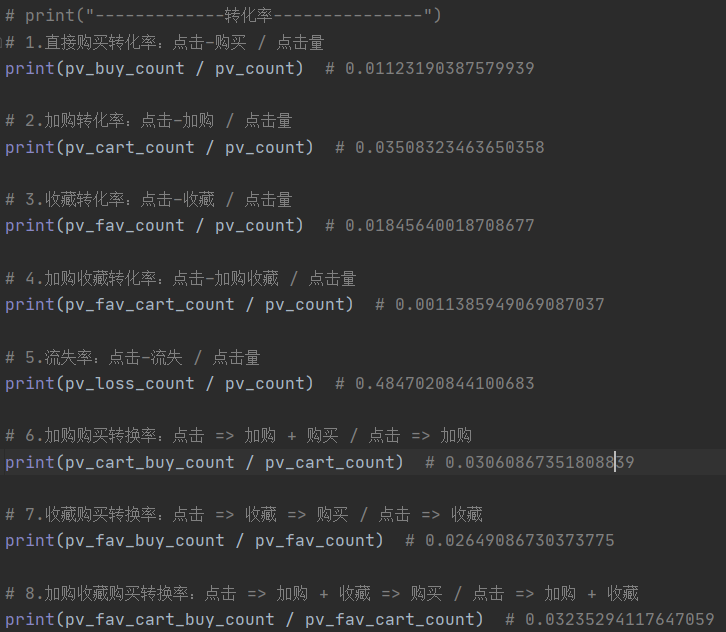 # print("-------------转化率---------------")
# 1.直接购买转化率：点击-购买 / 点击量
print(pv_buy_count / pv_count)  # 0.01123190387579939
# 2.加购转化率：点击-加购 / 点击量
print(pv_cart_count / pv_count)  # 0.03508323463650358
# 3.收藏转化率：点击-收藏 / 点击量
print(pv_fav_count / pv_count)  # 0.01845640018708677
# 4.加购收藏转化率：点击-加购收藏 / 点击量
print(pv_fav_cart_count / pv_count)  # 0.0011385949069087037
# 5.流失率：点击-流失 / 点击量
print(pv_loss_count / pv_count)  # 0.4847020844100683
# 6.加购购买转换率：点击 => 加购 + 购买 / 点击 => 加购
print(pv_cart_buy_count / pv_cart_count)  # 0.03060867351808839
# 7.收藏购买转换率：点击 => 收藏 => 购买 / 点击 => 收藏
print(pv_fav_buy_count / pv_fav_count)  # 0.02649086730373775
# 8.加购收藏购买转换率：点击 => 加购 + 收藏 => 购买 / 点击 => 加购 + 收藏
print(pv_fav_cart_buy_count / pv_fav_cart_count)  # 0.03235294117647059